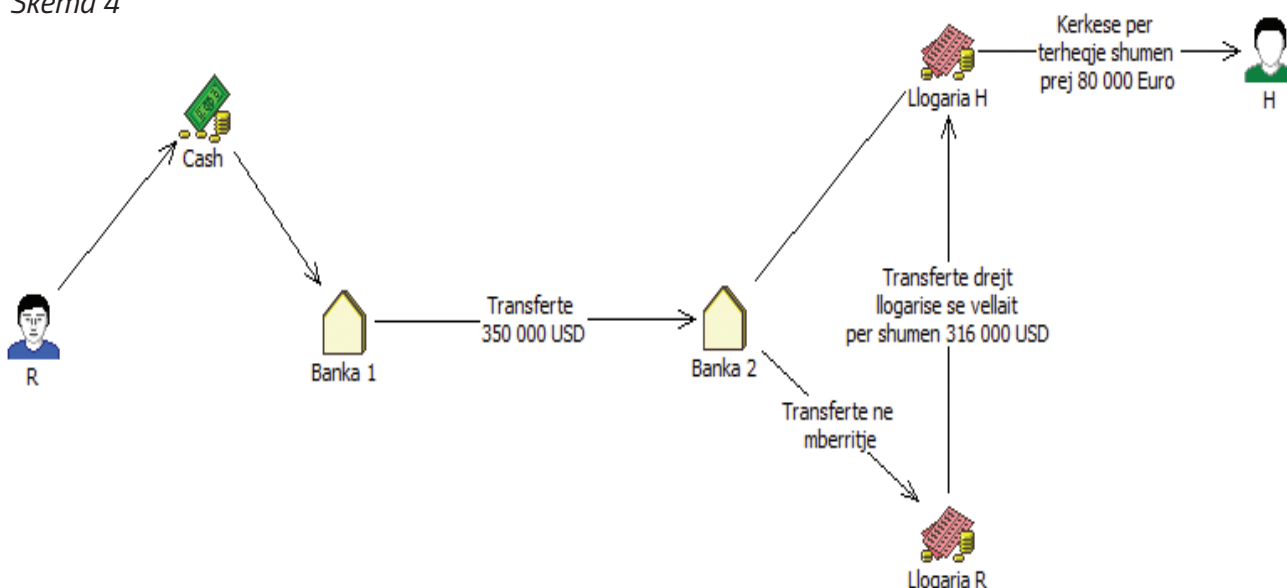 Skema 4
Kerkese per
terheqje shumen
prej 80 000 Euro
Llogaria H
H
Cash
Transferte
350 000 USD
Transferte drejt
llogarise se vellait
per shumen 316 000 USD
R
Banka 1
Banka 2
Transferte ne
mberritje
Llogaria R